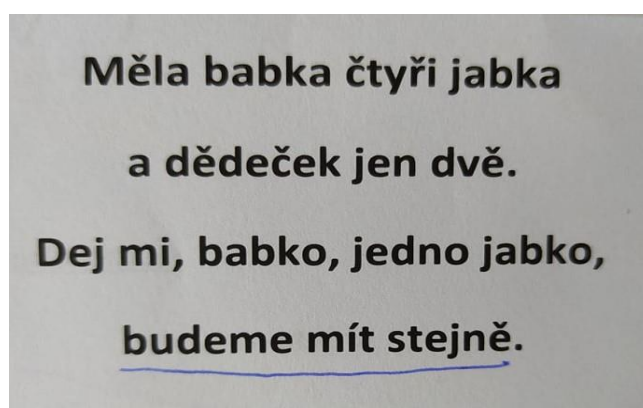 Měla babka čtyři jabka
a dědeček jen dvě.
Dej mi, babko, jedno jabko,
budeme mít stejně.